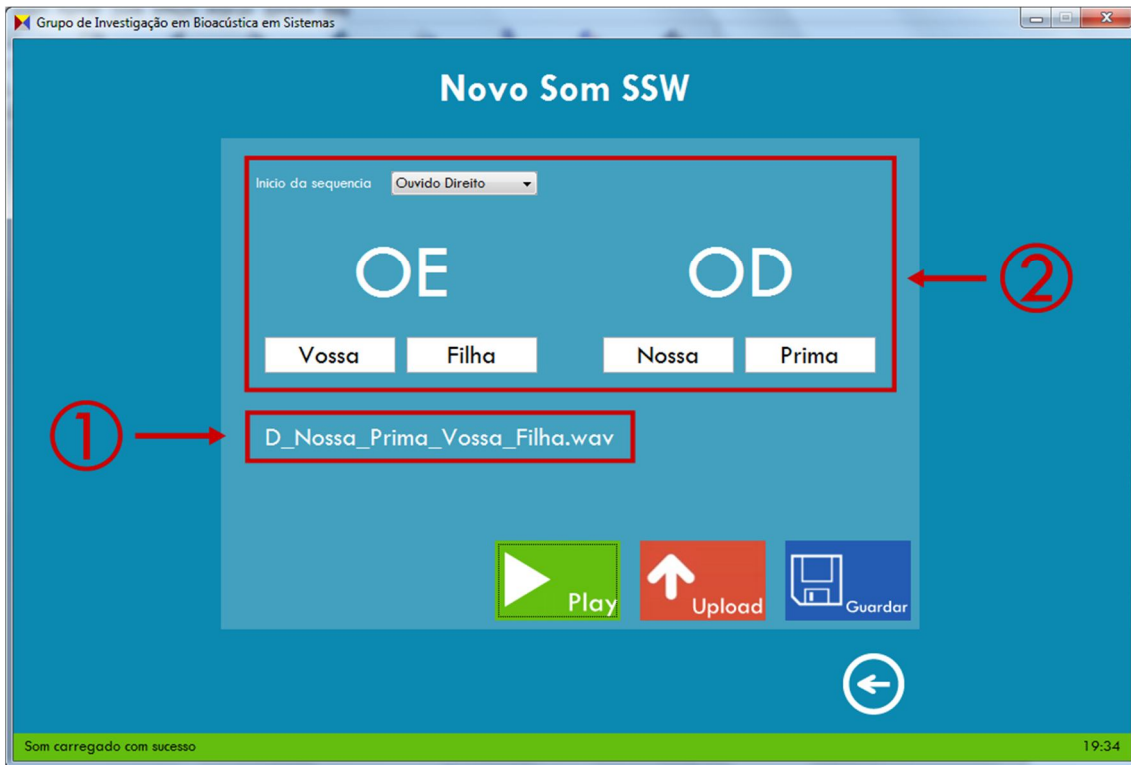 Grupo de Investigação em Bioacústica em Sistemas
Novo Som SSW
Inicio da sequencia Ouvido Direito
OE OD
②
Vossa Filha Nossa Prima
①
D_Nossa_Prima_Vossa_Filha.wav
Play Upload Guardar
Som carregado com sucesso 19:34